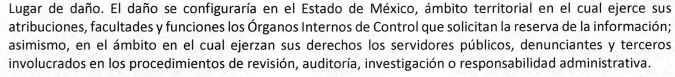 Lugar de daño. El daño se configuraría en el Estado de México, ámbito territorial en el cual ejerce sus
atribuciones, facultades y funciones los Órganos Internos de Control que solicitan la reserva de la información;
asimismo, en el ámbito en el cual ejerzan sus derechos los servidores públicos, denunciantes y terceros
involucrados en los procedimientos de revisión, auditoría, investigación o responsabilidad administrativa.